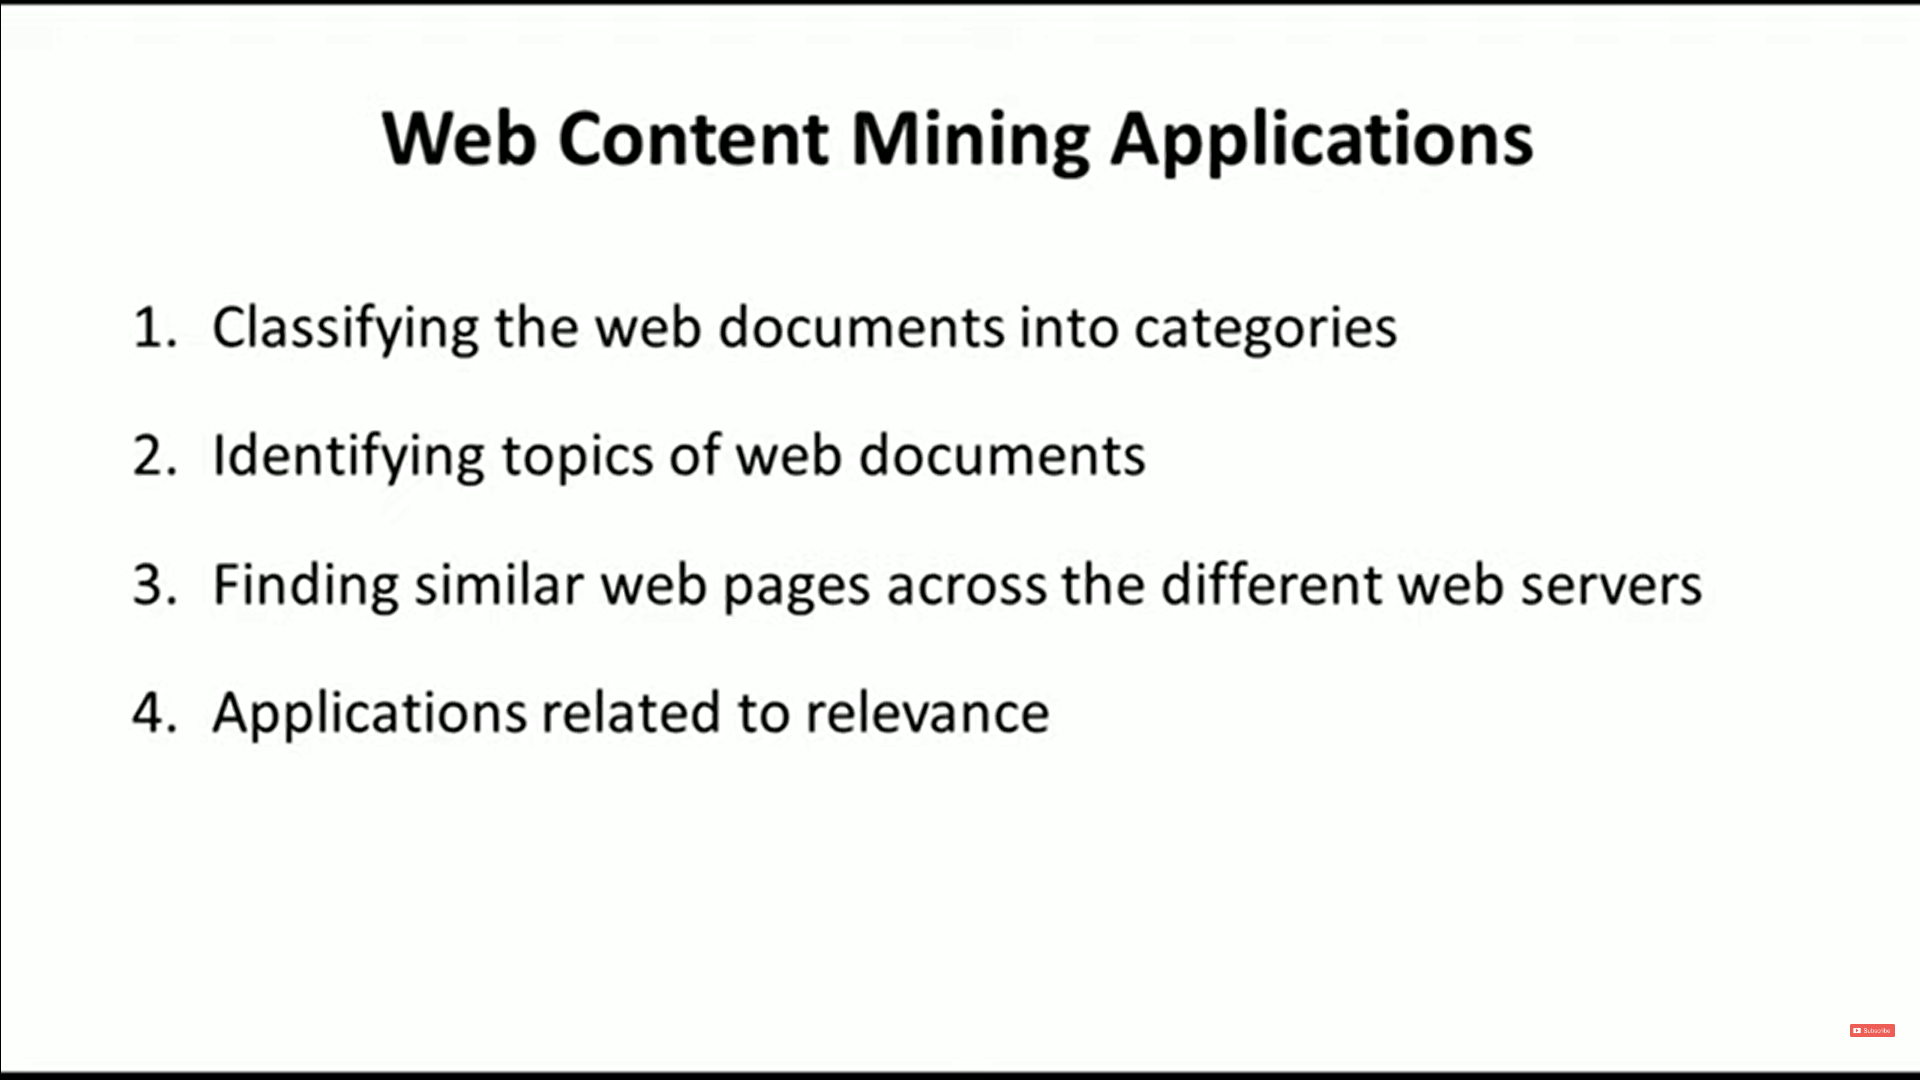 Web Content Mining Applications
1. Classifying the web documents into categories
2. Identifying topics of web documents
3. Finding similar web pages across the different web servers
4. Applications related to relevance
Subscribe